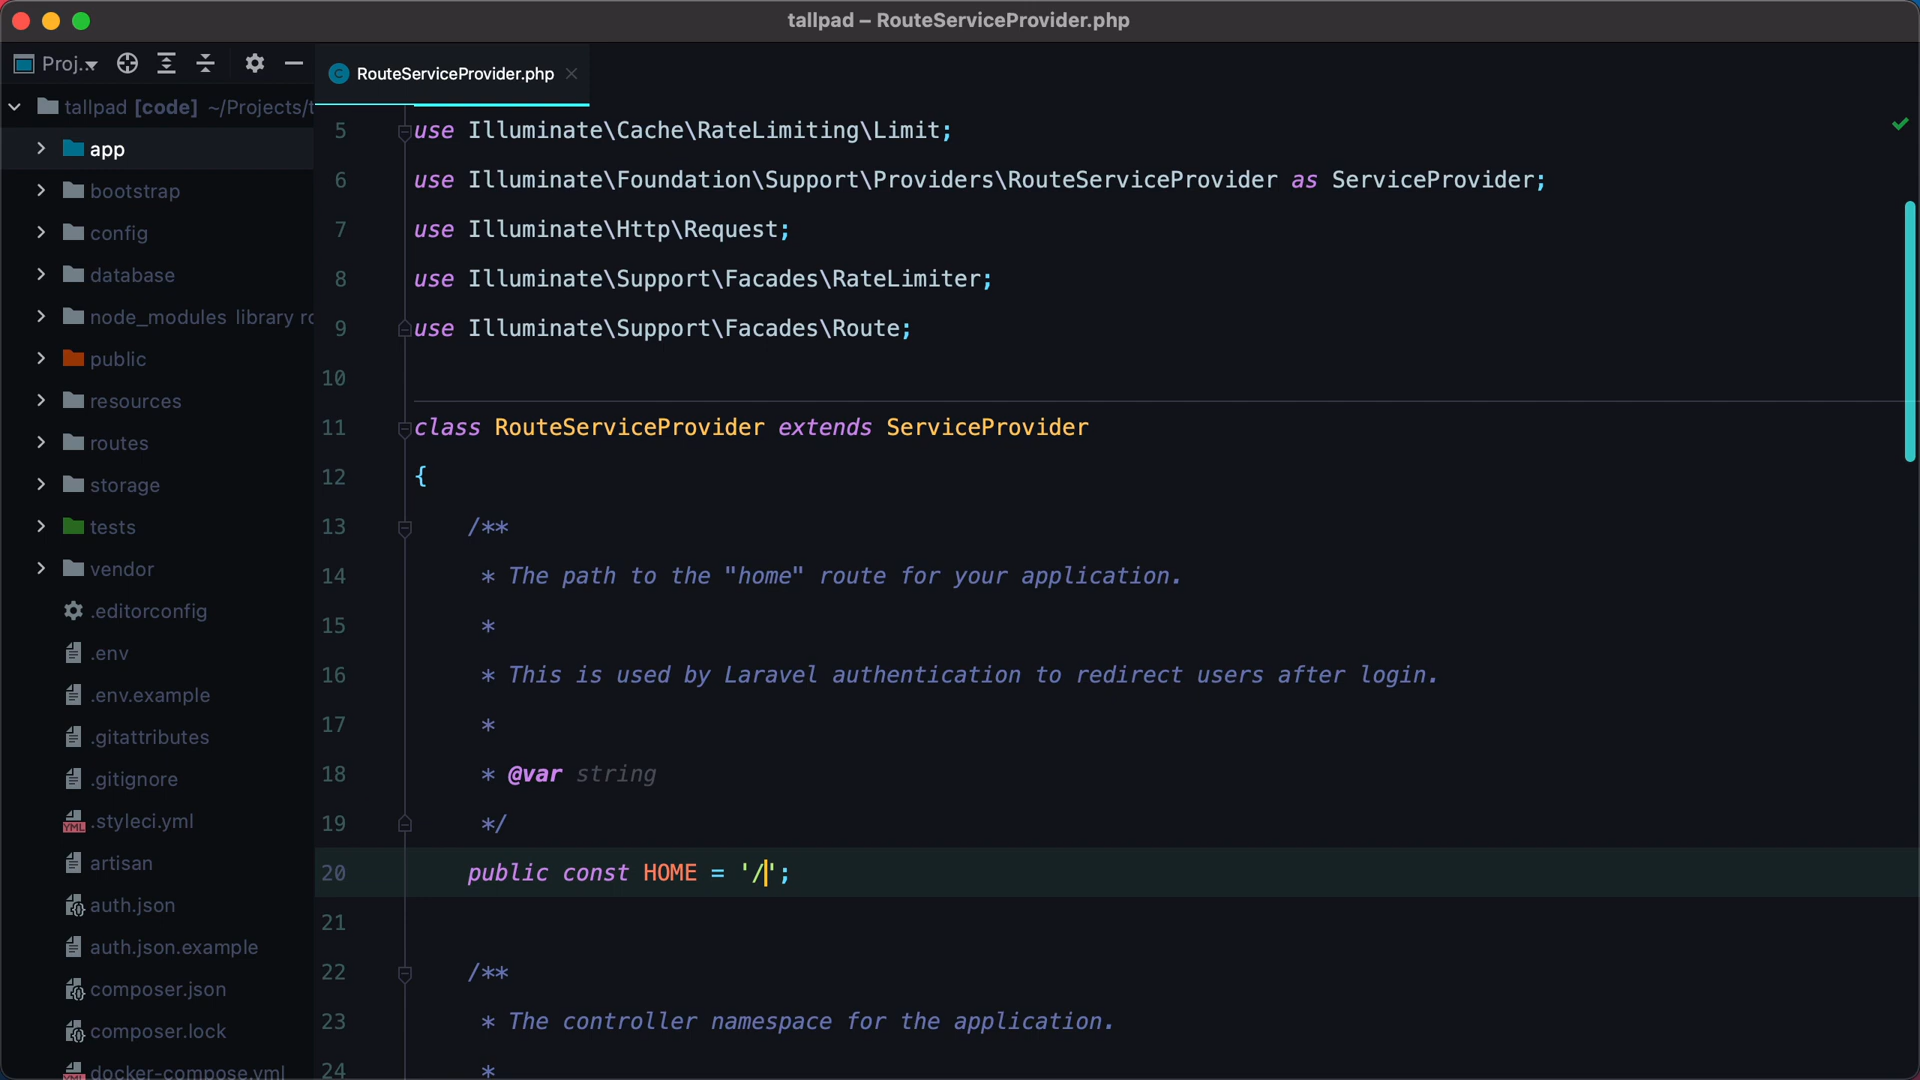 tallpad – RouteServiceProvider.php
Proj..
RouteServiceProvider.php
tallpad [code] ~/Projects/t
app
bootstrap
config
database
node_modules library ro
public
resources
routes
storage
tests
vendor
.editorconfig
.env
.env.example
.gitattributes
.gitignore
.styleci.yml
artisan
auth.json
auth.json.example
composer.json
composer.lock
docker-compose.yml
5 use Illuminate\Cache\RateLimiting\Limit;
6 use Illuminate\Foundation\Support\Providers\RouteServiceProvider as ServiceProvider;
7 use Illuminate\Http\Request;
8 use Illuminate\Support\Facades\RateLimiter;
9 use Illuminate\Support\Facades\Route;
10
11 class RouteServiceProvider extends ServiceProvider
12 {
13 /**
14 * The path to the "home" route for your application.
15 *
16 * This is used by Laravel authentication to redirect users after login.
17 *
18 * @var string
19 */
20 public const HOME = '/';
21
22 /**
23 * The controller namespace for the application.
24 *